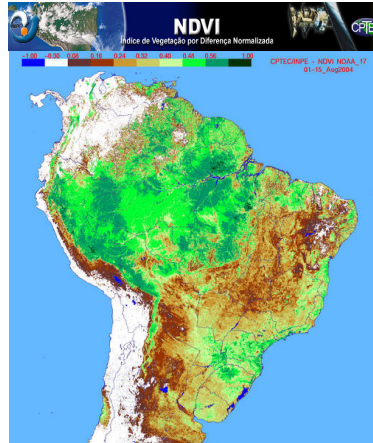 NDVI
Índice de Vegetação por Diferença Normalizada
CPTE
-1.00 -0.30 0.08 0.16 0.24 0.32 0.40 0.48 0.56 1.00
CPTEC/INPE - NDVI NOAA_17
01-15_Aug2004